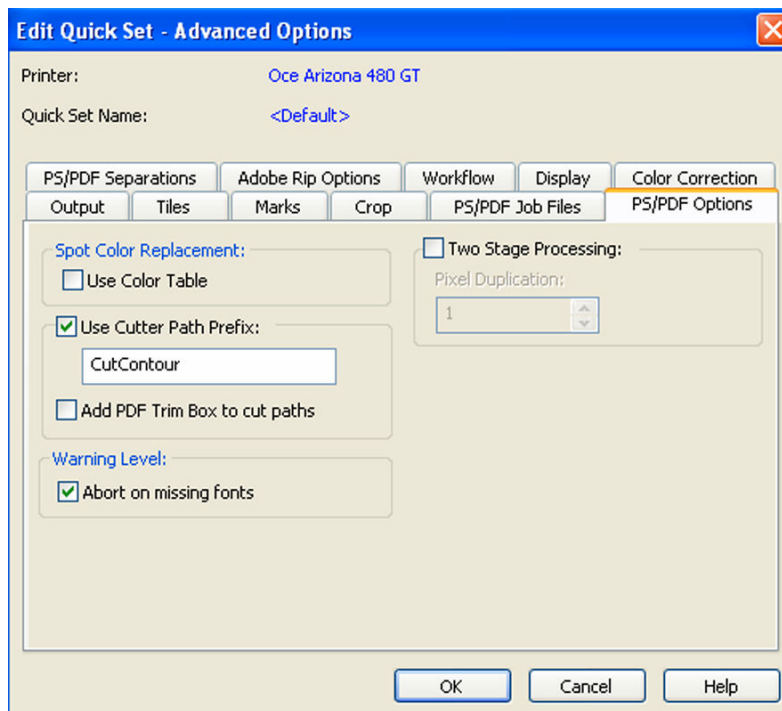 Edit Quick Set - Advanced Options
Printer: Oce Arizona 480 GT
Quick Set Name: <Default>
PS/PDF Separations Adobe Rip Options Workflow Display Color Correction
Output Tiles Marks Crop PS/PDF Job Files PS/PDF Options
Spot Color Replacement:
Use Color Table
Two Stage Processing:
Pixel Duplication:
1
Use Cutter Path Prefix:
CutContour
Add PDF Trim Box to cut paths
Warning Level:
Abort on missing fonts
OK Cancel Help